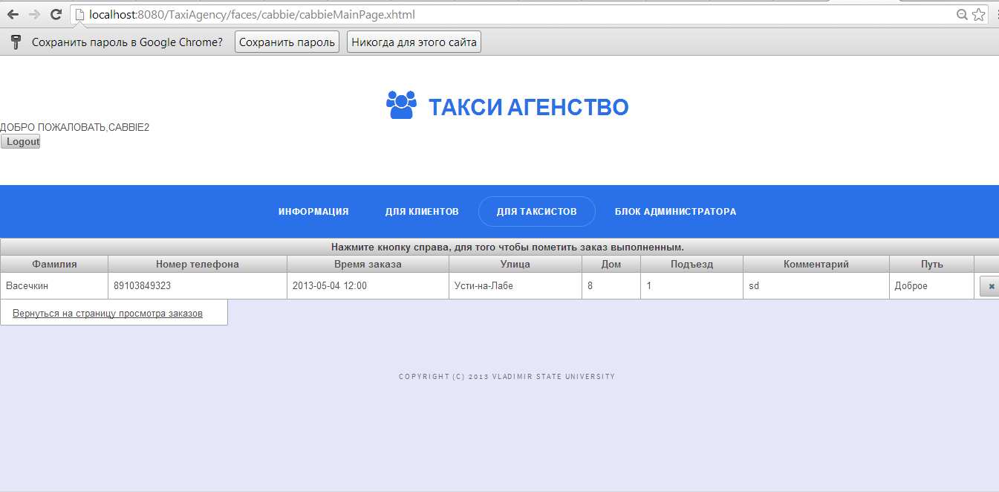 localhost:8080/TaxiAgency/faces/cabbie/cabbieMainPage.xhtml
Сохранить пароль в Google Chrome? Сохранить пароль Никогда для этого сайта
ТАКСИ АГЕНСТВО
ДОБРО ПОЖАЛОВАТЬ,CABBIE2
Logout
ИНФОРМАЦИЯ ДЛЯ КЛИЕНТОВ ДЛЯ ТАКСИСТОВ БЛОК АДМИНИСТРАТОРА
Нажмите кнопку справа, для того чтобы пометить заказ выполненным.
Фамилия Номер телефона Время заказа Улица Дом Подъезд Комментарий Путь
Васечкин 89103849323 2013-05-04 12:00 Усти-на-Лабе 8 1 sd Доброе
Вернуться на страницу просмотра заказов
COPYRIGHT (C) 2013 VLADIMIR STATE UNIVERSITY